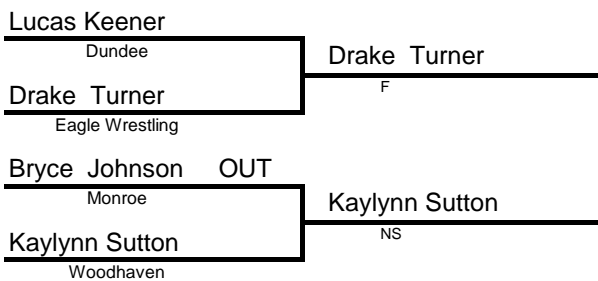 Lucas Keener
Dundee
Drake Turner
F
Drake Turner
Eagle Wrestling
Bryce Johnson OUT
Monroe
Kaylynn Sutton
NS
Kaylynn Sutton
Woodhaven